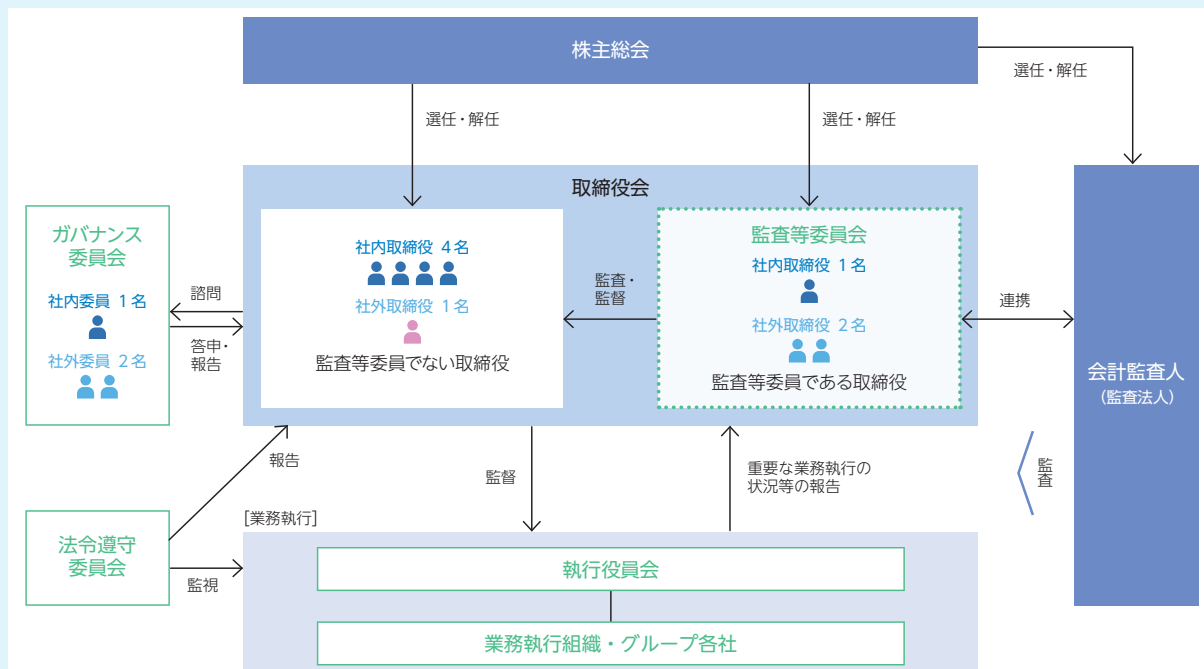 株主総会
選任・解任
選任・解任
選任・解任
取締役会
ガバナンス
委員会
社内委員 1名
社外委員 2名
諮問
答申・
報告
社内取締役 4名
社外取締役 1名
監査等委員でない取締役
監査・
監督
監査等委員会
社内取締役 1名
社外取締役 2名
監査等委員である取締役
連携
会計監査人
（監査法人）
報告
監督
重要な業務執行の
状況等の報告
監査
[業務執行]
法令遵守
委員会
監視
執行役員会
業務執行組織・グループ各社